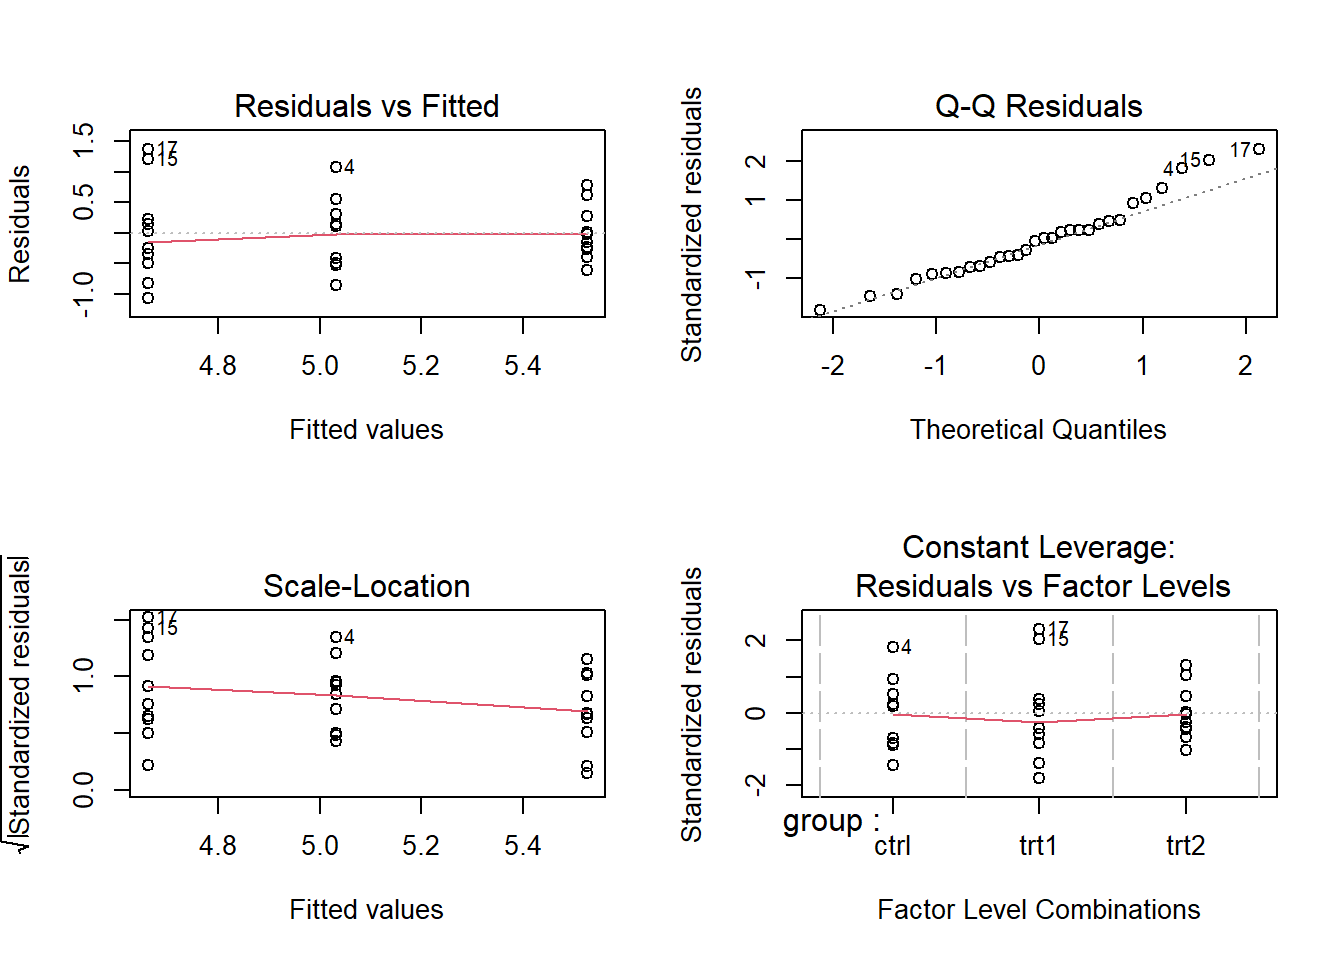 Residuals vs Fitted
Residuals
1.5
0.5
-1.0
17
15
4
4.8 5.0 5.2 5.4
Fitted values
Q-Q Residuals
Standardized residuals
2
1
-1
4 15 17
-2 -1 0 1 2
Theoretical Quantiles
Scale-Location
√|Standardized residuals|
1.0
0.0
17
15
4
4.8 5.0 5.2 5.4
Fitted values
Constant Leverage:
Residuals vs Factor Levels
Standardized residuals
2
0
-2
4
17
15
group :
ctrl trt1 trt2
Factor Level Combinations